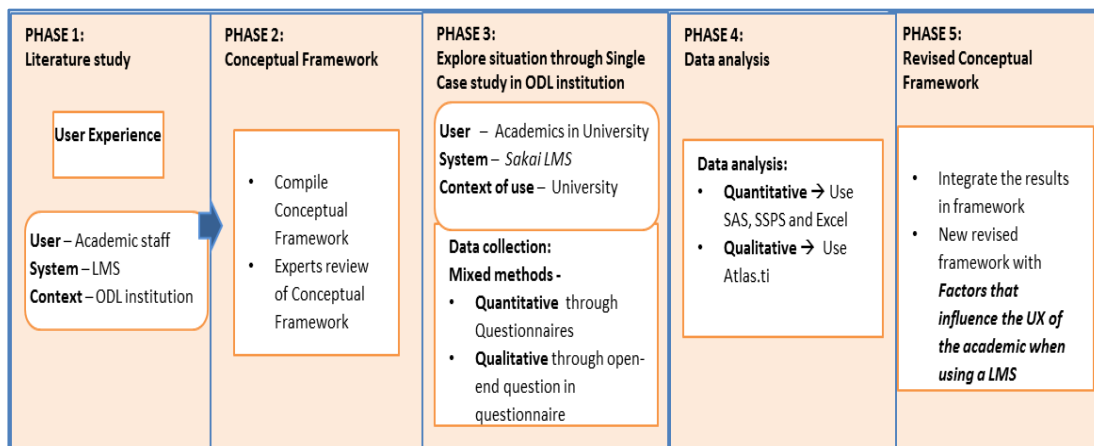 PHASE 1:
Literature study
User Experience
User – Academic staff
System – LMS
Context – ODL institution
PHASE 2:
Conceptual Framework
• Compile
Conceptual
Framework
• Experts review
of Conceptual
Framework
PHASE 3:
Explore situation through Single
Case study in ODL institution
User – Academics in University
System – Sakai LMS
Context of use – University
Data collection:
Mixed methods -
• Quantitative through
Questionnaires
• Qualitative through open-
end question in
questionnaire
PHASE 4:
Data analysis
Data analysis:
• Quantitative → Use
SAS, SSPS and Excel
• Qualitative → Use
Atlas.ti
PHASE 5:
Revised Conceptual
Framework
• Integrate the results
in framework
• New revised
framework with
Factors that
influence the UX of
the academic when
using a LMS